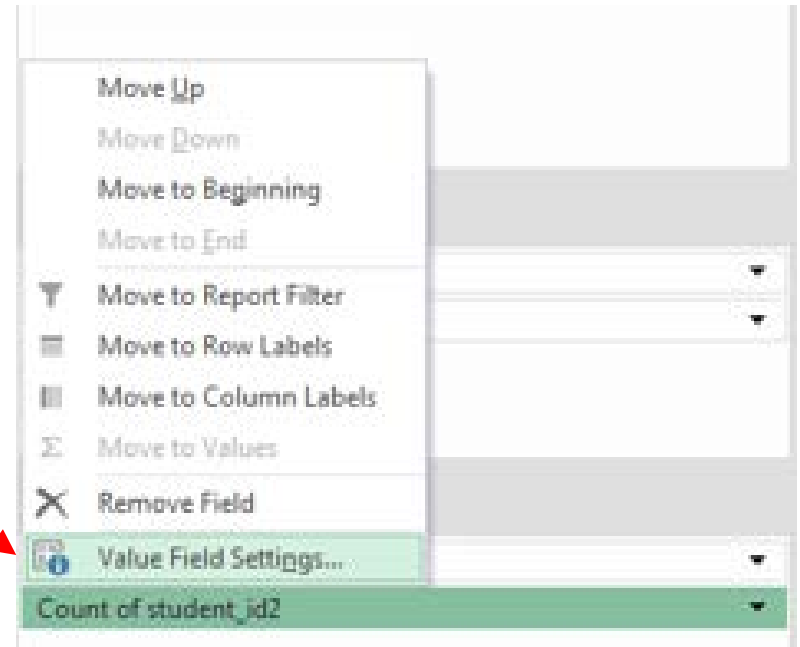 Move Up
Move Down
Move to Beginning
Move to End
Move to Report Filter
Move to Row Labels
Move to Column Labels
Σ Move to Values
Remove Field
Value Field Settings...
Count of student_id2